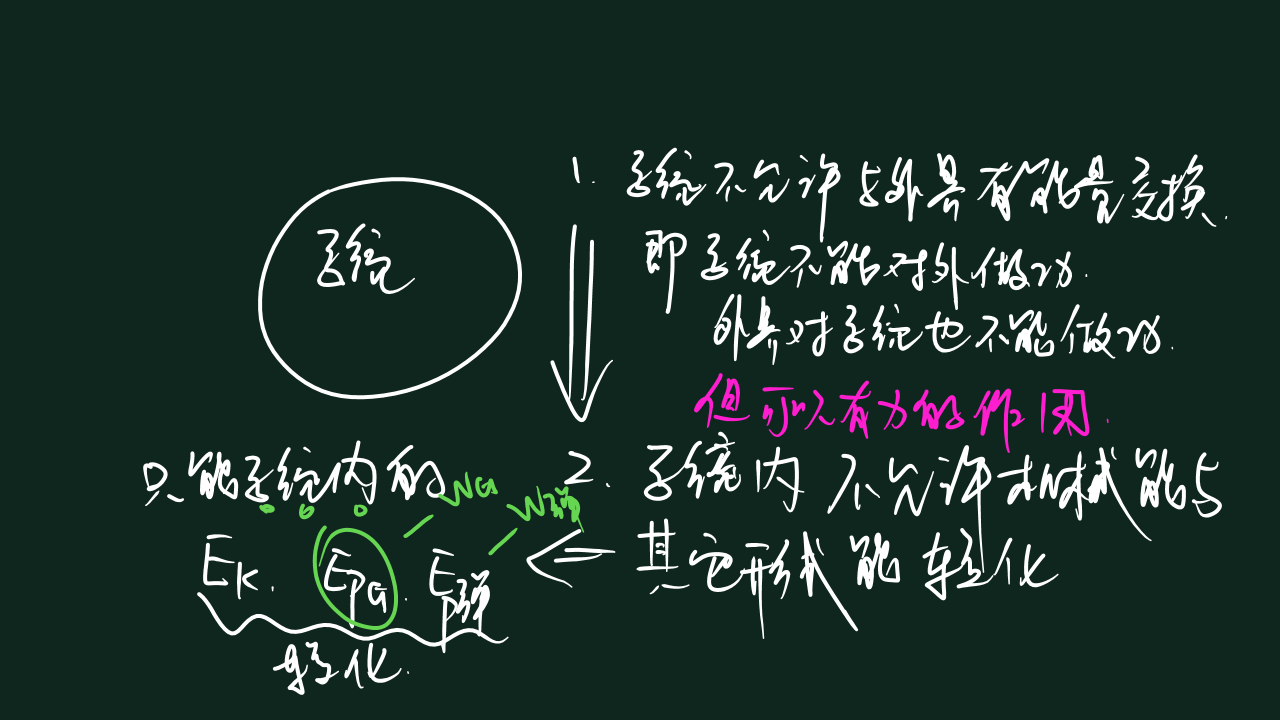 1. 系统不允许与外界有能量交换.
系统
即系统不能对外做功.
外界对系统也不能做功.
但可以有力的作用.
只能系统内的
WG
W弹
2. 系统内不允许机械能与
其它形式能转化
EK. EPG. EP弹
转化.